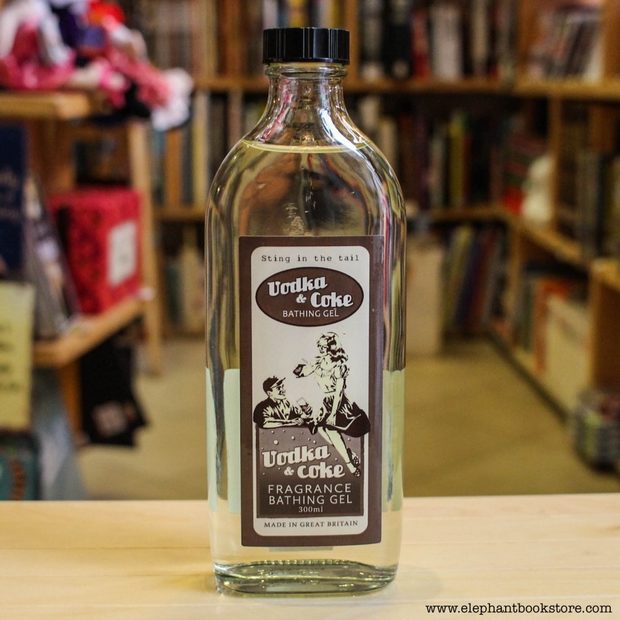 Sting in the tail
Vodka
& Coke
BATHING GEL
Vodka
& coke
FRAGRANCE
BATHING GEL
300ml
MADE IN GREAT BRITAIN
www.elephantbookstore.com